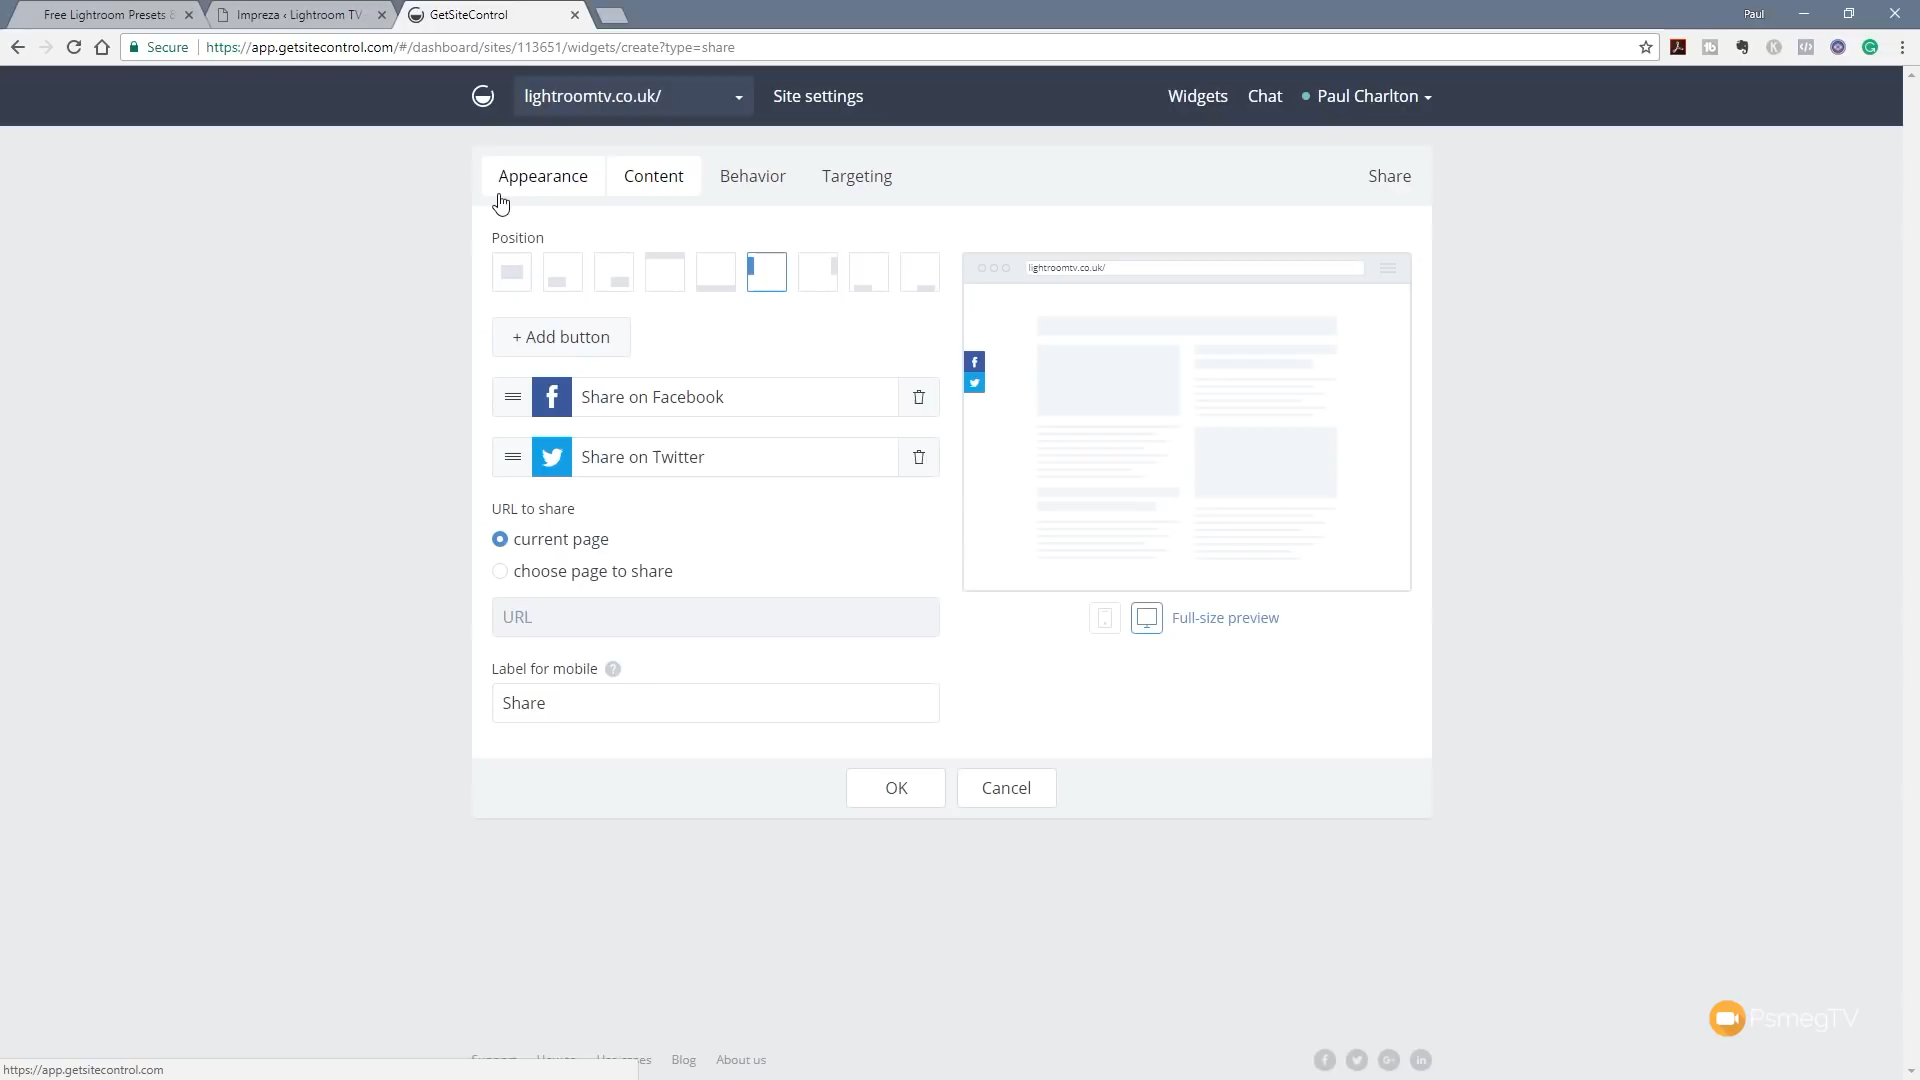 Free Lightroom Presets &
Impreza ‹ Lightroom TV
GetSiteControl
Paul
Secure
https://app.getsitecontrol.com/#/dashboard/sites/113651/widgets/create?type=share
lightroomtv.co.uk/
Site settings
Widgets
Chat
Paul Charlton
Appearance
Content
Behavior
Targeting
Share
Position
lightroomtv.co.uk/
+ Add button
Share on Facebook
Share on Twitter
URL to share
current page
choose page to share
URL
Full-size preview
Label for mobile ?
Share
OK
Cancel
PsmegTV
Blog
About us
https://app.getsitecontrol.com